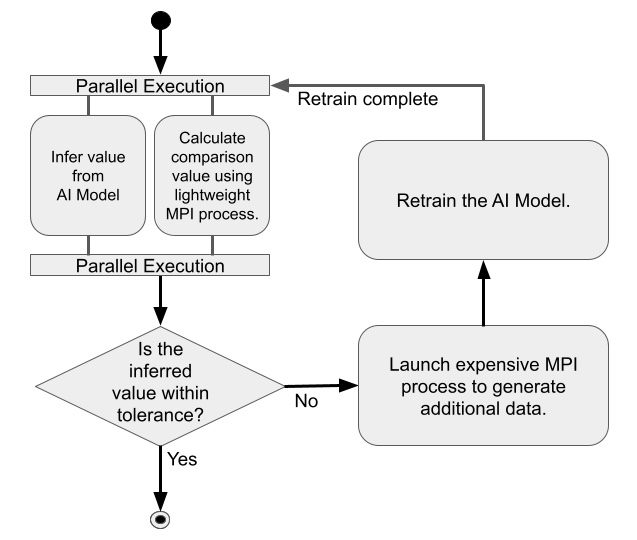 Parallel Execution
Retrain complete
Infer value
from
AI Model
Calculate
comparison
value using
lightweight
MPI process.
Retrain the AI Model.
Parallel Execution
Is the
inferred
value within
tolerance?
No
Launch expensive MPI
process to generate
additional data.
Yes